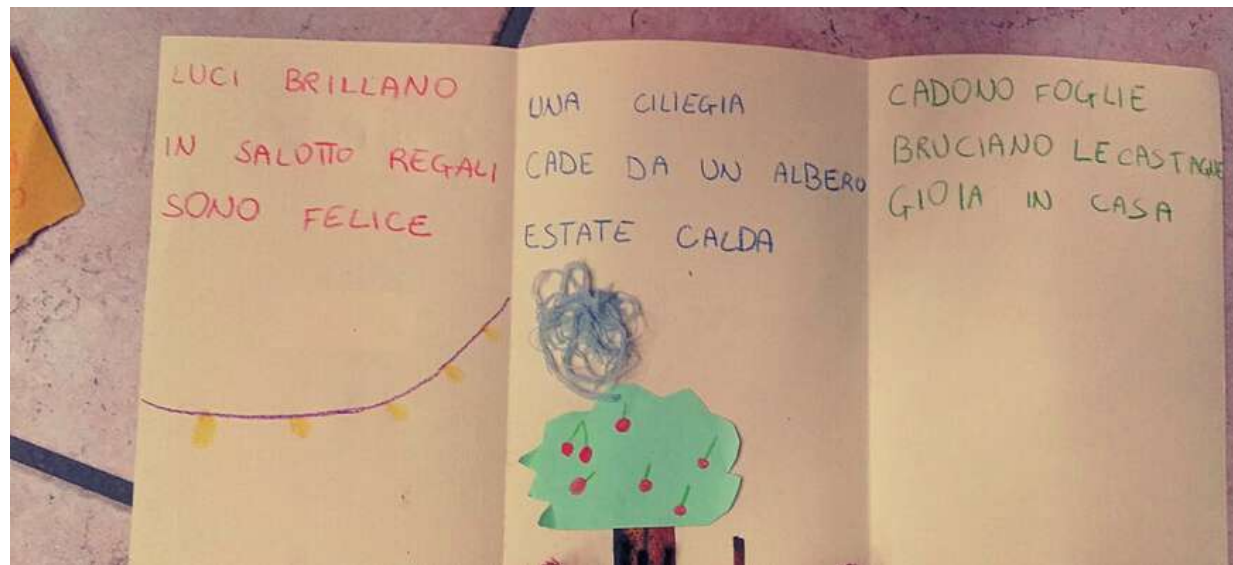 LUCI BRILLANO
IN SALOTTO REGALI
SONO FELICE
UNA CILIEGIA
CADE DA UN ALBERO
ESTATE CALDA
CADONO FOGLIE
BRUCIANO LE CASTAGNE
GIOIA IN CASA